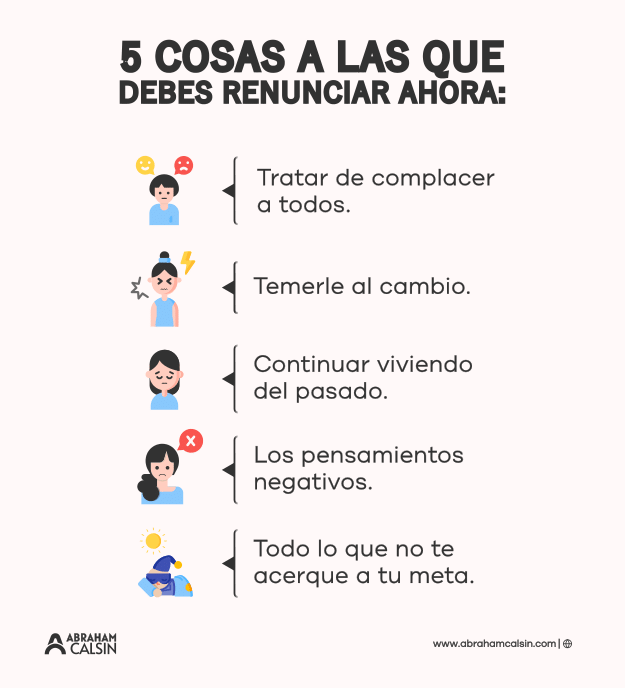 5 COSAS A LAS QUE
DEBES RENUNCIAR AHORA:
Tratar de complacer
a todos.
Temerle al cambio.
Continuar viviendo
del pasado.
Los pensamientos
negativos.
Todo lo que no te
acerque a tu meta.
ABRAHAM
CALSIN
www.abrahamcalsin.com |